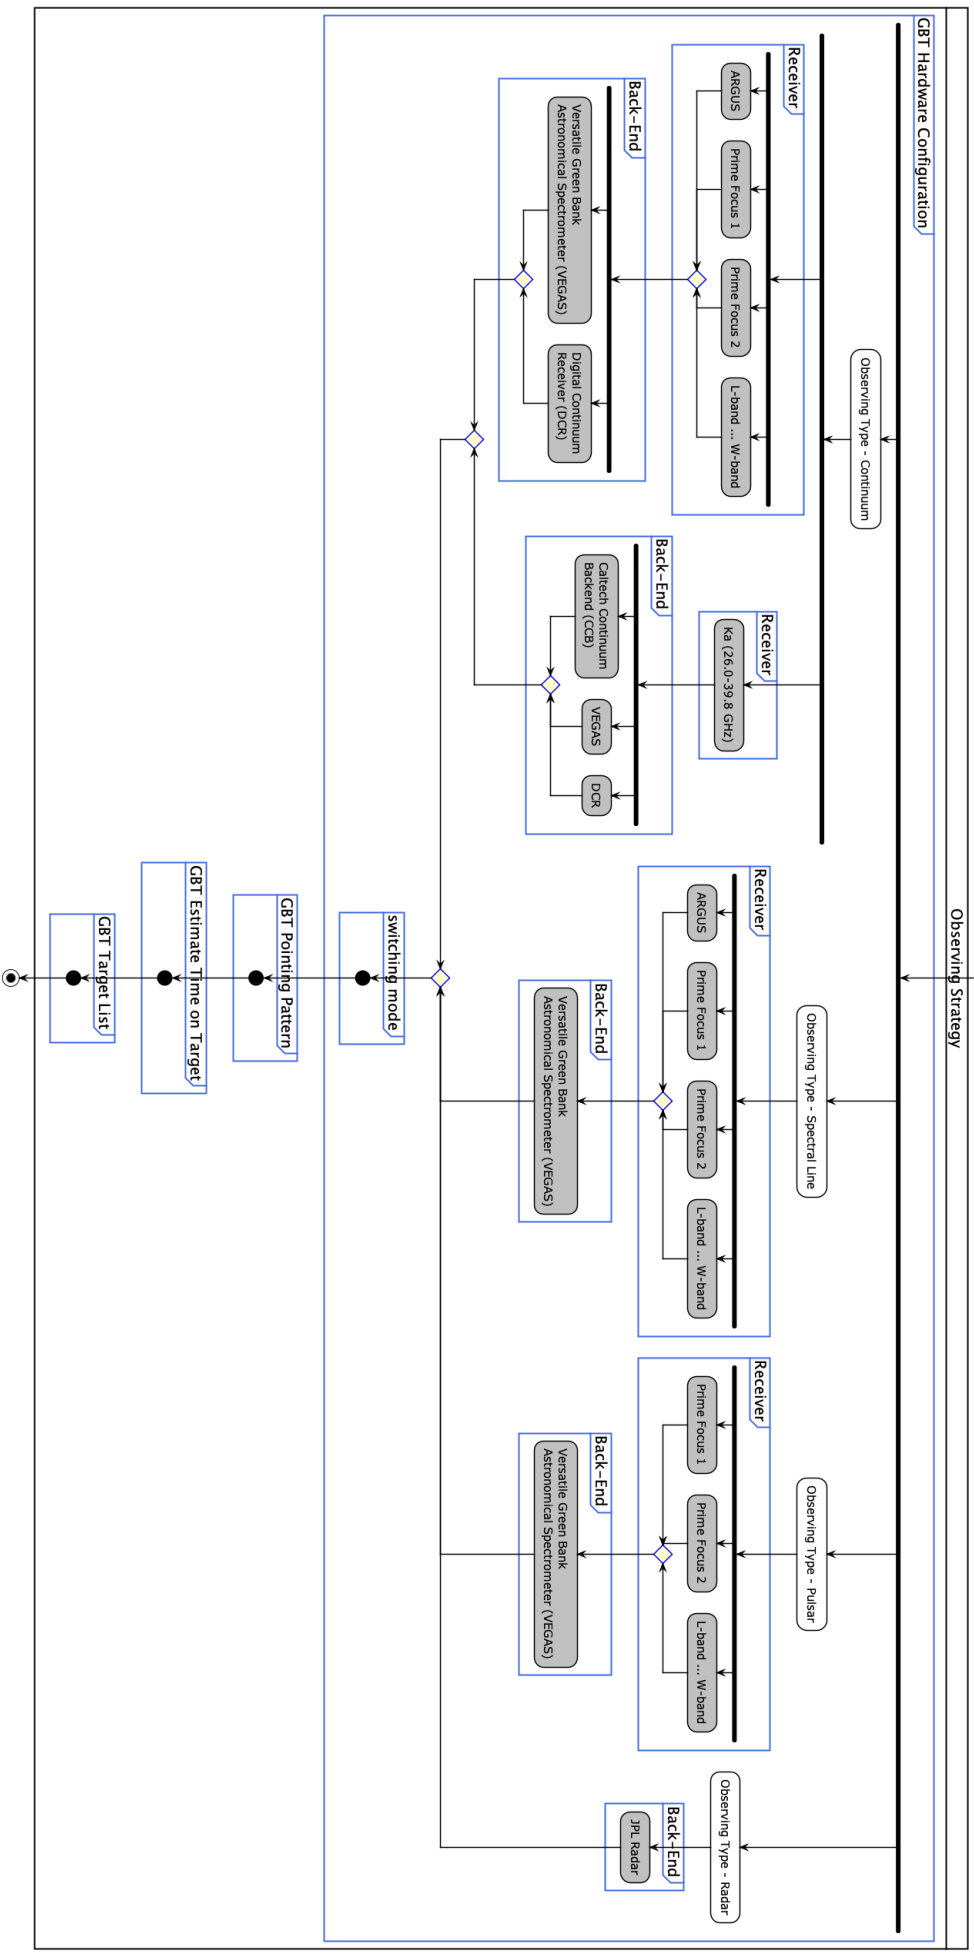 Observing Strategy
GBT Hardware Configuration
Observing Type - Continuum
Receiver
ARGUS
Prime Focus 1
Prime Focus 2
L-band ... W-band
Back-End
Versatile Green Bank
Astronomical Spectrometer (VEGAS)
Digital Continuum
Receiver (DCR)
Receiver
Ka (26.0-39.8 GHz)
Back-End
Caltech Continuum
Backend (CCB)
VEGAS
DCR
Observing Type - Spectral Line
Receiver
ARGUS
Prime Focus 1
Prime Focus 2
L-band ... W-band
Back-End
Versatile Green Bank
Astronomical Spectrometer (VEGAS)
Observing Type - Pulsar
Receiver
Prime Focus 1
Prime Focus 2
L-band ... W-band
Back-End
Versatile Green Bank
Astronomical Spectrometer (VEGAS)
Observing Type - Radar
Back-End
JPL Radar
switching mode
GBT Pointing Pattern
GBT Estimate Time on Target
GBT Target List